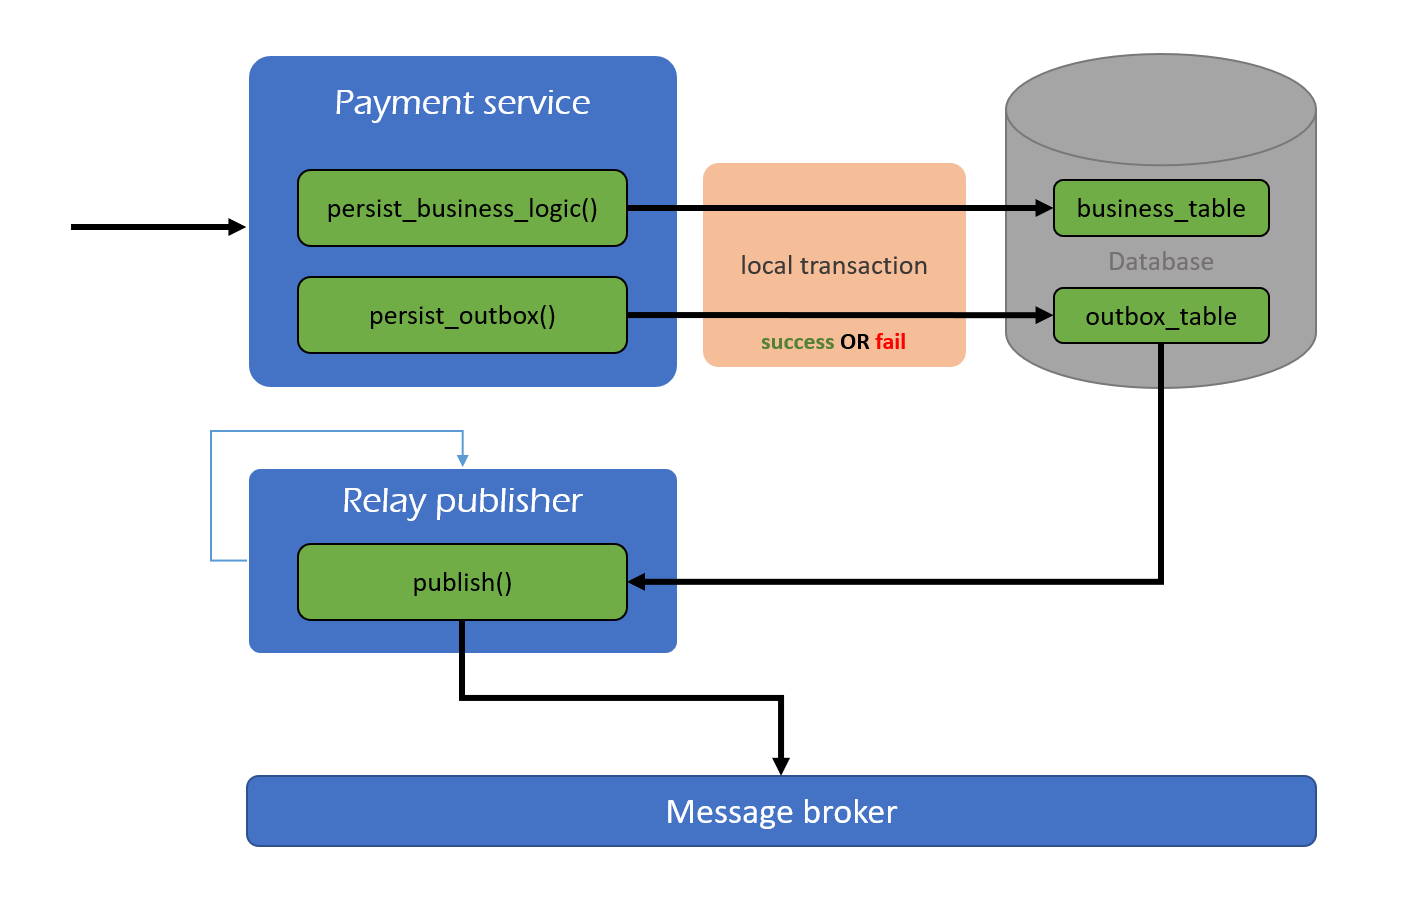 Payment service
persist_business_logic()
business_table
local transaction
Database
persist_outbox()
outbox_table
success OR fail
Relay publisher
publish()
Message broker